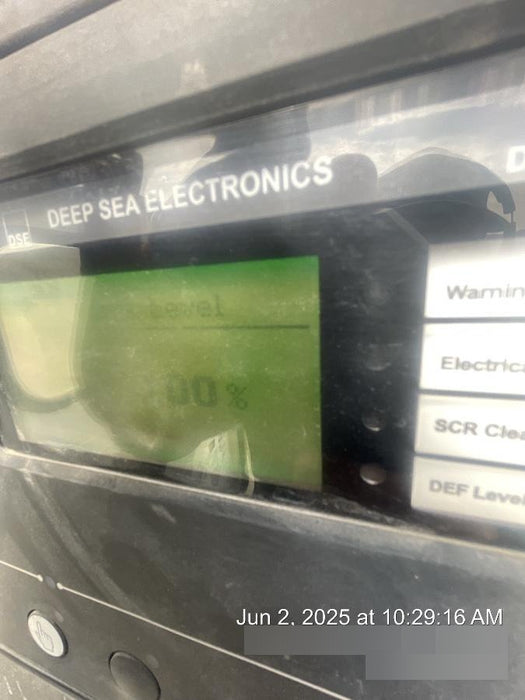 DEEP SEA ELECTRONICS
D
DSE
Level
00 %
Warnin
Electrica
SCR Clea
DEF Level
Jun 2, 2025 at 10:29:16 AM